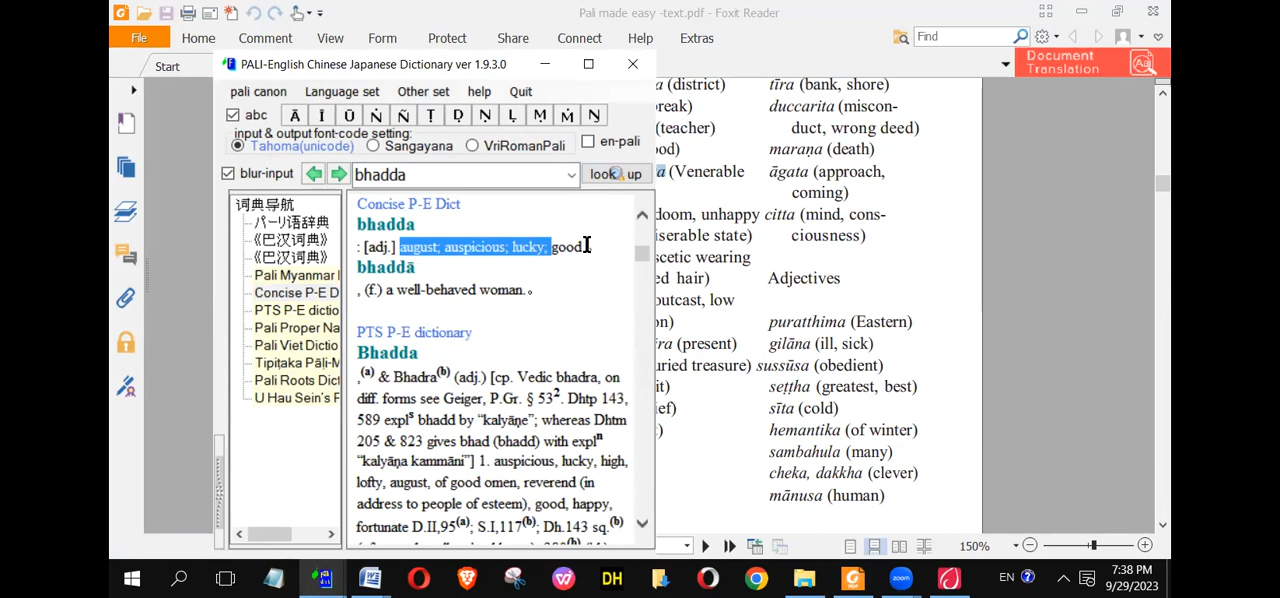 Pali made easy -text.pdf - Foxit Reader
File Home Comment View Form Protect Share Connect Help Extras Find
Start
Document Translation
PALI-English Chinese Japanese Dictionary ver 1.9.3.0
pali canon Language set Other set help Quit
abc Ā Ī Ū Ṅ Ñ Ṭ Ḍ Ṇ Ḷ Ṃ Ṁ Ŋ
input & output font-code setting:
Tahoma(unicode) Sangayana VriRomanPali en-pali
blur-input bhadda look up
词典导航
パーリ语辞典
《巴汉词典》
《巴汉词典》
Pali Myanmar
Concise P-E D
PTS P-E dictio
Pali Proper Na
Pali Viet Dictio
Tipiṭaka Pāḷi-M
Pali Roots Dict
U Hau Sein's F
Concise P-E Dict
bhadda
: [adj.] august; auspicious; lucky; good.
bhaddā
, (f.) a well-behaved woman.。
PTS P-E dictionary
Bhadda
,(a) & Bhadra(b) (adj.) [cp. Vedic bhadra, on
diff. forms see Geiger, P.Gr. § 53². Dhtp 143,
589 expls bhadd by "kalyāṇe"; whereas Dhtm
205 & 823 gives bhad (bhadd) with expln
"kalyāṇa kammāni"] 1. auspicious, lucky, high,
lofty, august, of good omen, reverend (in
address to people of esteem), good, happy,
fortunate D.II,95(a); S.I,117(b); Dh.143 sq.(b)
a (district)
reak)
(teacher)
ood)
a (Venerable
doom, unhappy
iserable state)
scetic wearing
ed hair)
outcast, low
on)
ira (present)
uried treasure)
it)
ief)
tīra (bank, shore)
duccarita (miscon-
duct, wrong deed)
maraṇa (death)
āgata (approach,
coming)
citta (mind, cons-
ciousness)
Adjectives
puratthima (Eastern)
gilāna (ill, sick)
sussūsa (obedient)
seṭṭha (greatest, best)
sīta (cold)
hemantika (of winter)
sambahula (many)
cheka, dakkha (clever)
mānusa (human)
150%
W DH zoom EN 7:38 PM
9/29/2023